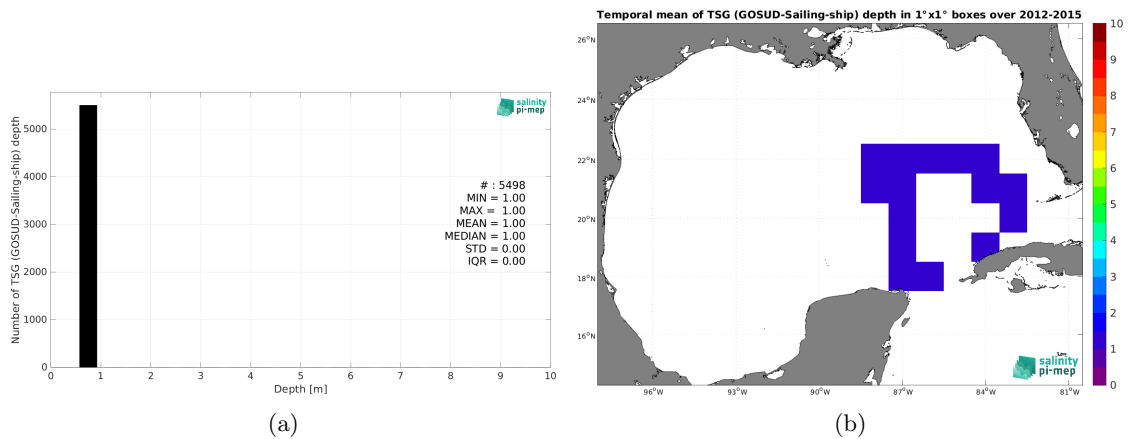 Number of TSG (GOSUD-Sailing-ship) depth
5000
4000
3000
2000
1000
0
0 1 2 3 4 5 6 7 8 9 10
Depth [m]
salinity
pi-mep
# : 5498
MIN = 1.00
MAX = 1.00
MEAN = 1.00
MEDIAN = 1.00
STD = 0.00
IQR = 0.00
(a)
Temporal mean of TSG (GOSUD-Sailing-ship) depth in 1°x1° boxes over 2012-2015
26°N
24°N
22°N
20°N
18°N
16°N
96°W 93°W 90°W 87°W 84°W 81°W
salinity
pi-mep
10
9
8
7
6
5
4
3
2
1
0
(b)